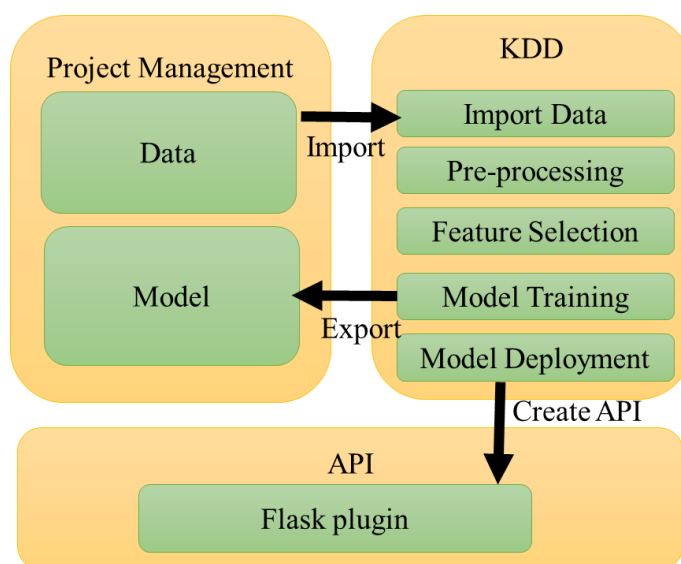 Project Management
Data
Model
Import
Export
KDD
Import Data
Pre-processing
Feature Selection
Model Training
Model Deployment
Create API
API
Flask plugin